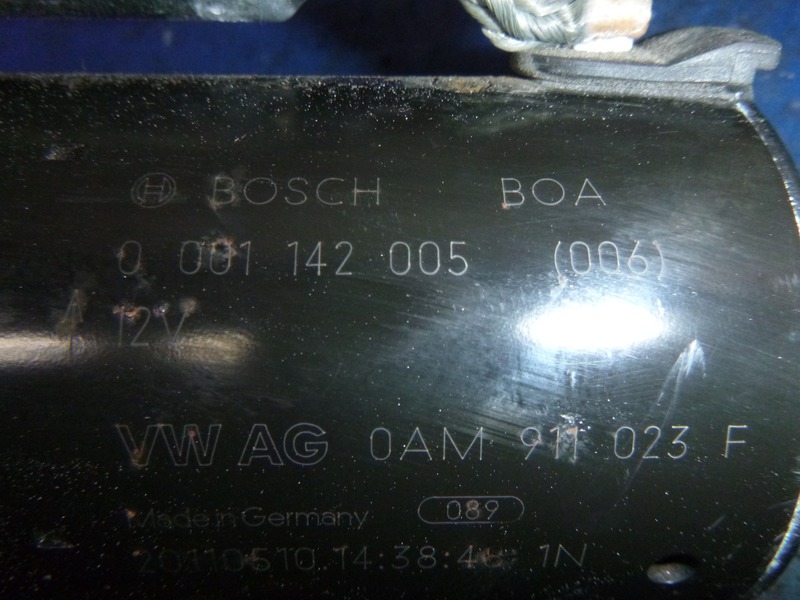 BOSCH BOA
0 001 142 005 (006)
12V
VW AG 0AM 911 023 F
Made in Germany 089
20110510 14:38:46 1N